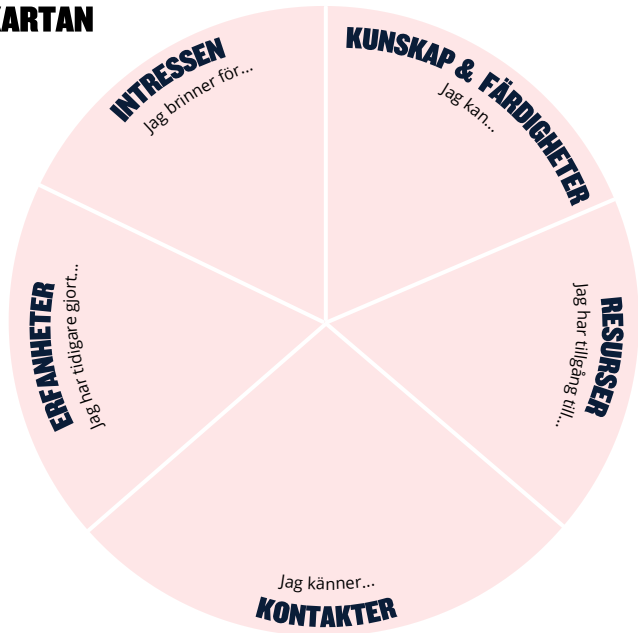 KARTAN
INTRESSEN
Jag brinner för...
KUNSKAP & FÄRDIGHETER
Jag kan...
ERFANHETER
Jag har tidigare gjort...
RESURSER
Jag har tillgång till...
Jag känner...
KONTAKTER